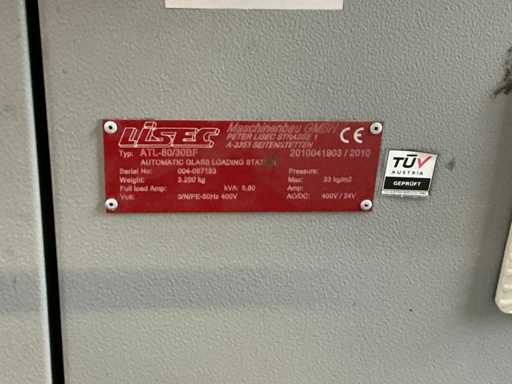 LiSEC Maschinenbau GMBH CE
PETER LISEC STRASSE 1
A-3353 SEITENSTETTEN
Typ: ATL-60/30BF 2010041903 / 2010
AUTOMATIC GLASS LOADING STATION
Serial No: 004-087193 Pressure:
Weight: 3.200 kg Max: 33 kg/m2
Full load Amp: kVA: 5,80 Amp:
Volt: 3/N/PE-50Hz 400V AC/DC: 400V / 24V
TÜV
AUSTRIA
GEPRÜFT